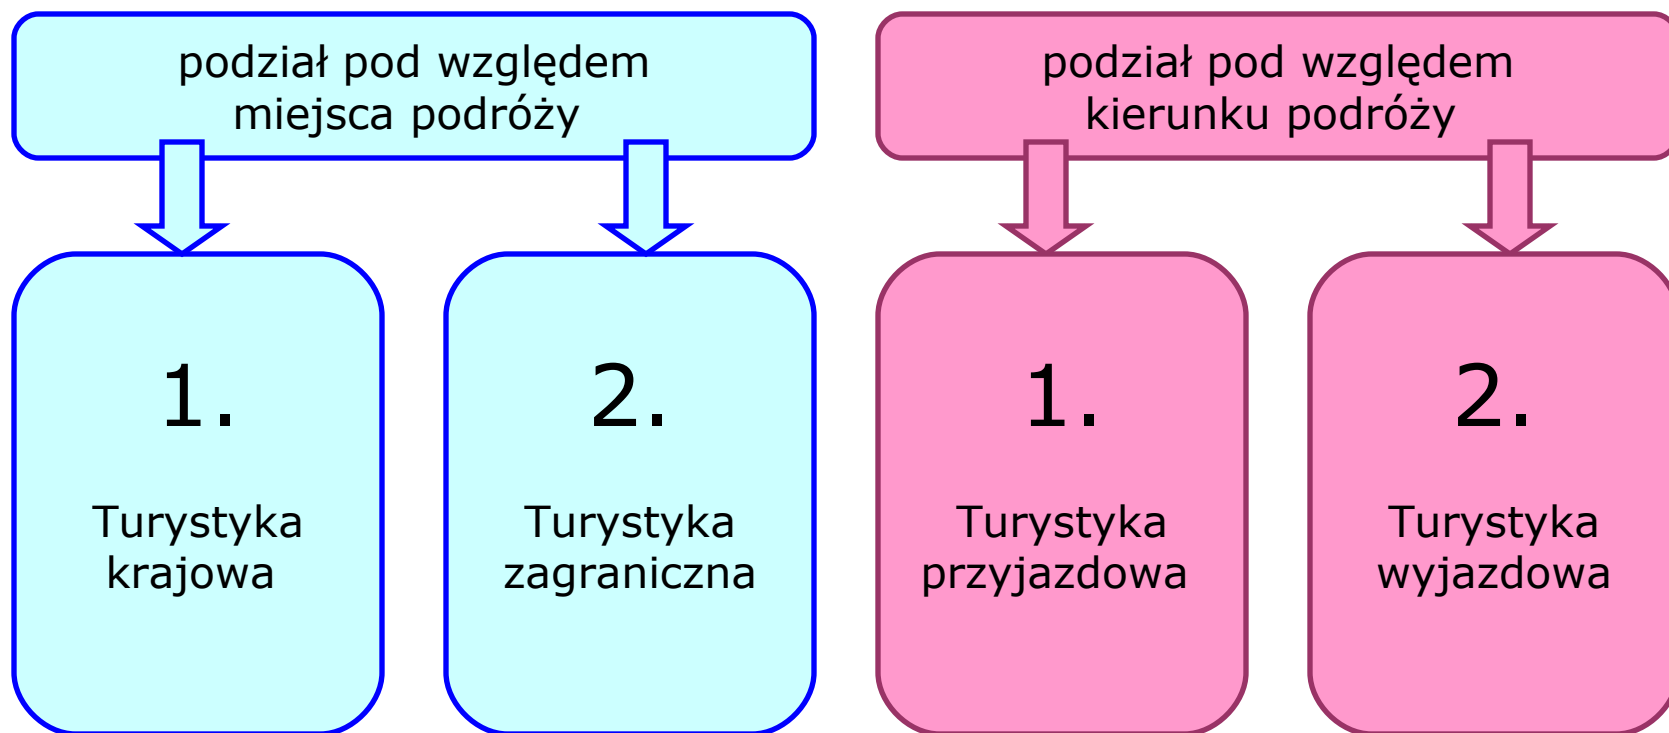 podział pod względem
miejsca podróży
podział pod względem
kierunku podróży
1.
Turystyka
krajowa
2.
Turystyka
zagraniczna
1.
Turystyka
przyjazdowa
2.
Turystyka
wyjazdowa